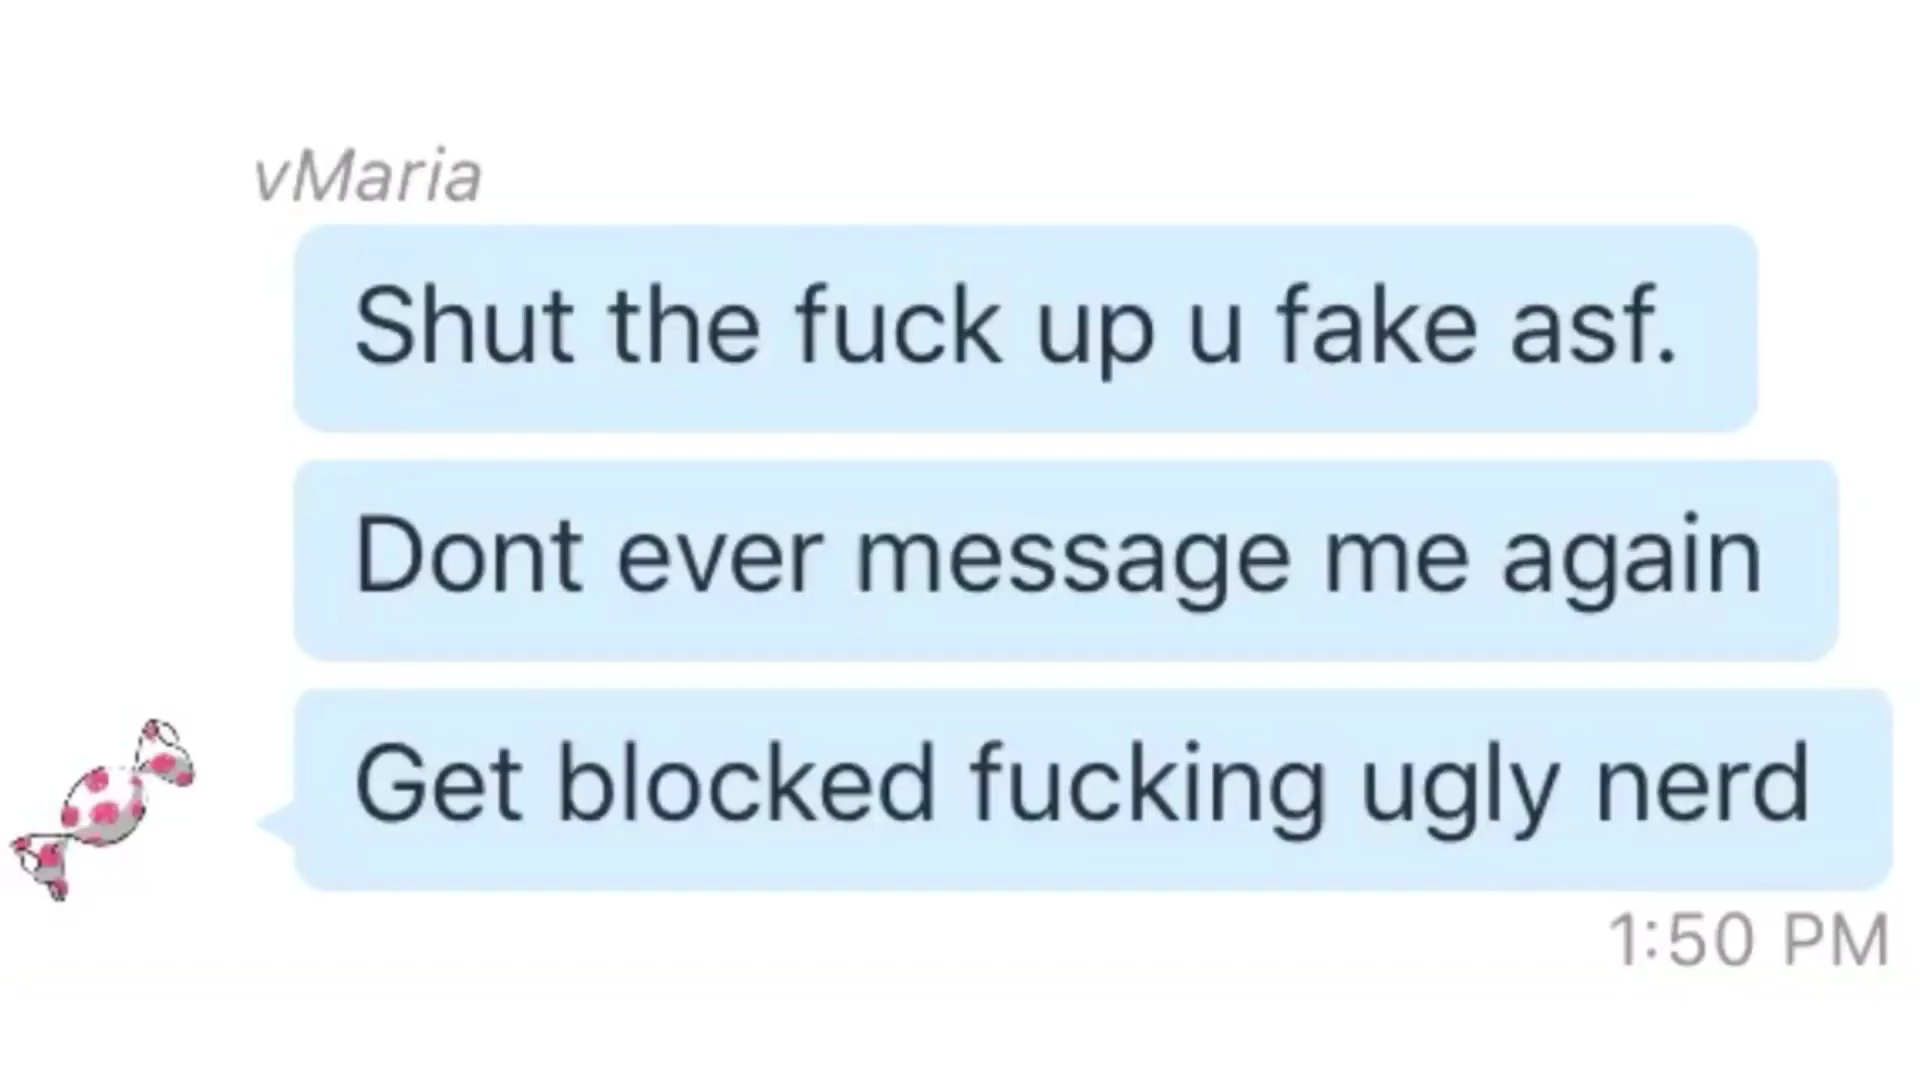 vMaria
Shut the fuck up u fake asf.
Dont ever message me again
Get blocked fucking ugly nerd
1:50 PM